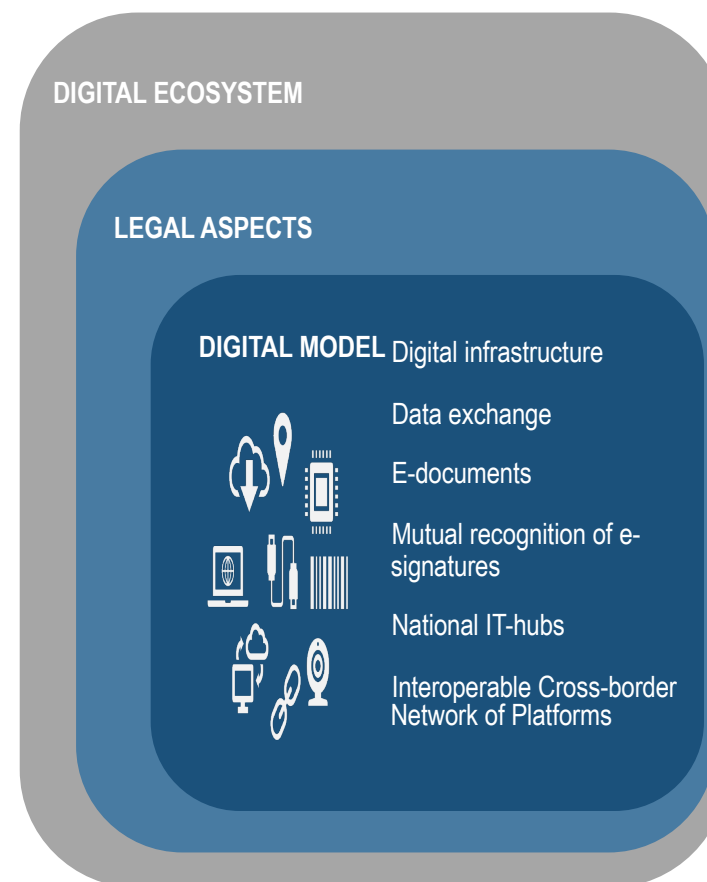 DIGITAL ECOSYSTEM
LEGAL ASPECTS
DIGITAL MODEL
Digital infrastructure
Data exchange
E-documents
Mutual recognition of e-
signatures
National IT-hubs
Interoperable Cross-border
Network of Platforms